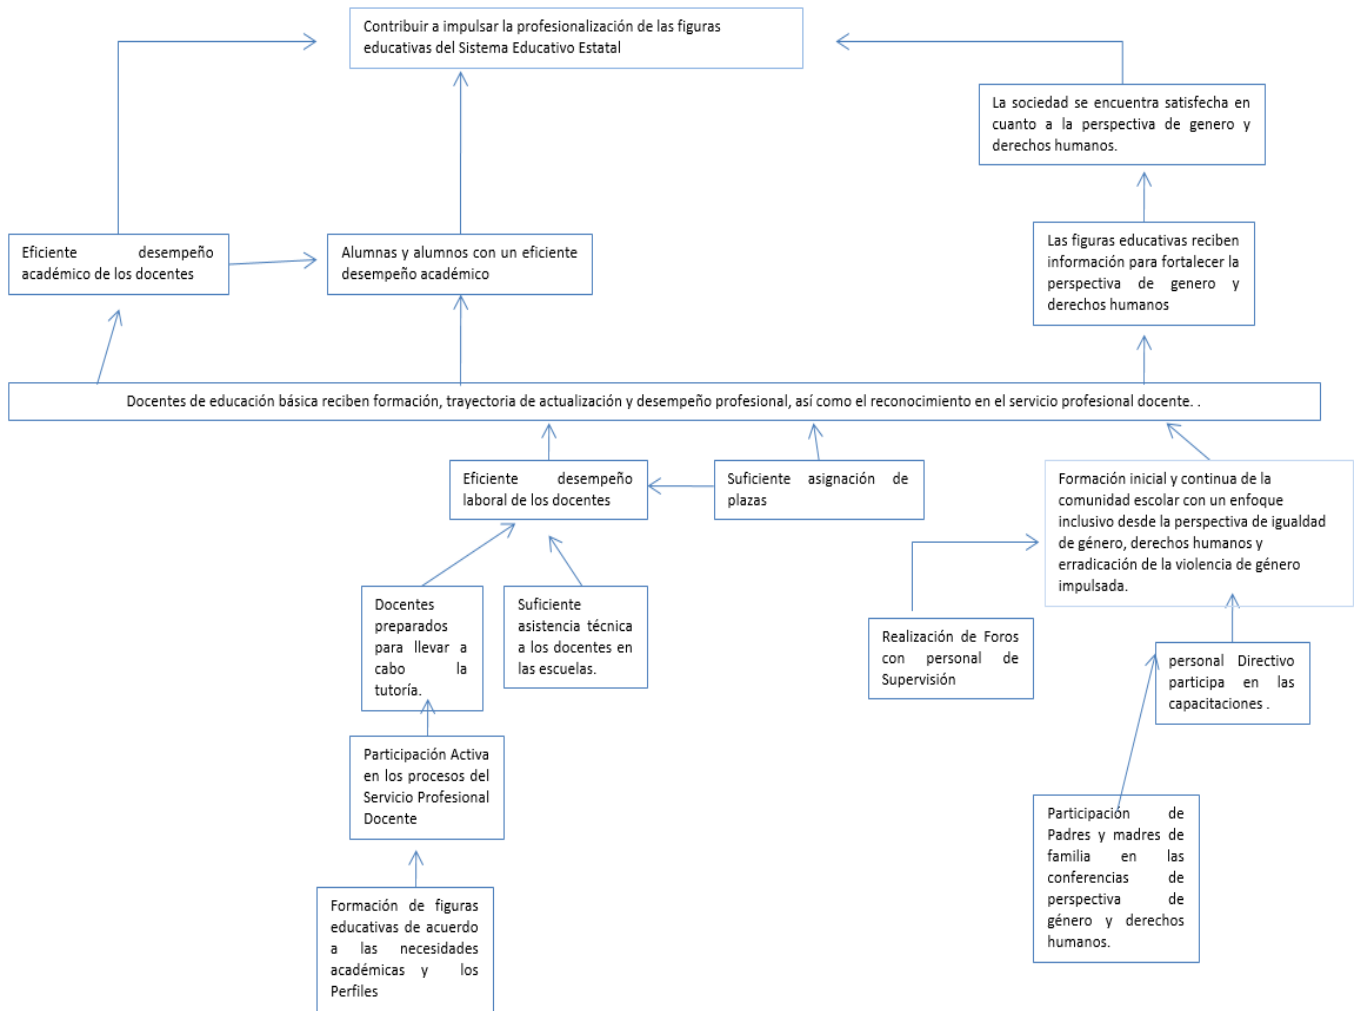 Contribuir a impulsar la profesionalización de las figuras
educativas del Sistema Educativo Estatal
La sociedad se encuentra satisfecha en
cuanto a la perspectiva de genero y
derechos humanos.
Eficiente desempeño
académico de los docentes
Alumnas y alumnos con un eficiente
desempeño académico
Las figuras educativas reciben
información para fortalecer la
perspectiva de genero y
derechos humanos
Docentes de educación básica reciben formación, trayectoria de actualización y desempeño profesional, así como el reconocimiento en el servicio profesional docente. .
Eficiente desempeño
laboral de los docentes
Suficiente asignación de
plazas
Formación inicial y continua de la
comunidad escolar con un enfoque
inclusivo desde la perspectiva de igualdad
de género, derechos humanos y
erradicación de la violencia de género
impulsada.
Docentes
preparados
para llevar a
cabo la
tutoría.
Suficiente
asistencia técnica
a los docentes en
las escuelas.
Realización de Foros
con personal de
Supervisión
personal Directivo
participa en las
capacitaciones .
Participación Activa
en los procesos del
Servicio Profesional
Docente
Participación de
Padres y madres de
familia en las
conferencias de
perspectiva de
género y derechos
humanos.
Formación de figuras
educativas de acuerdo
a las necesidades
académicas y los
Perfiles